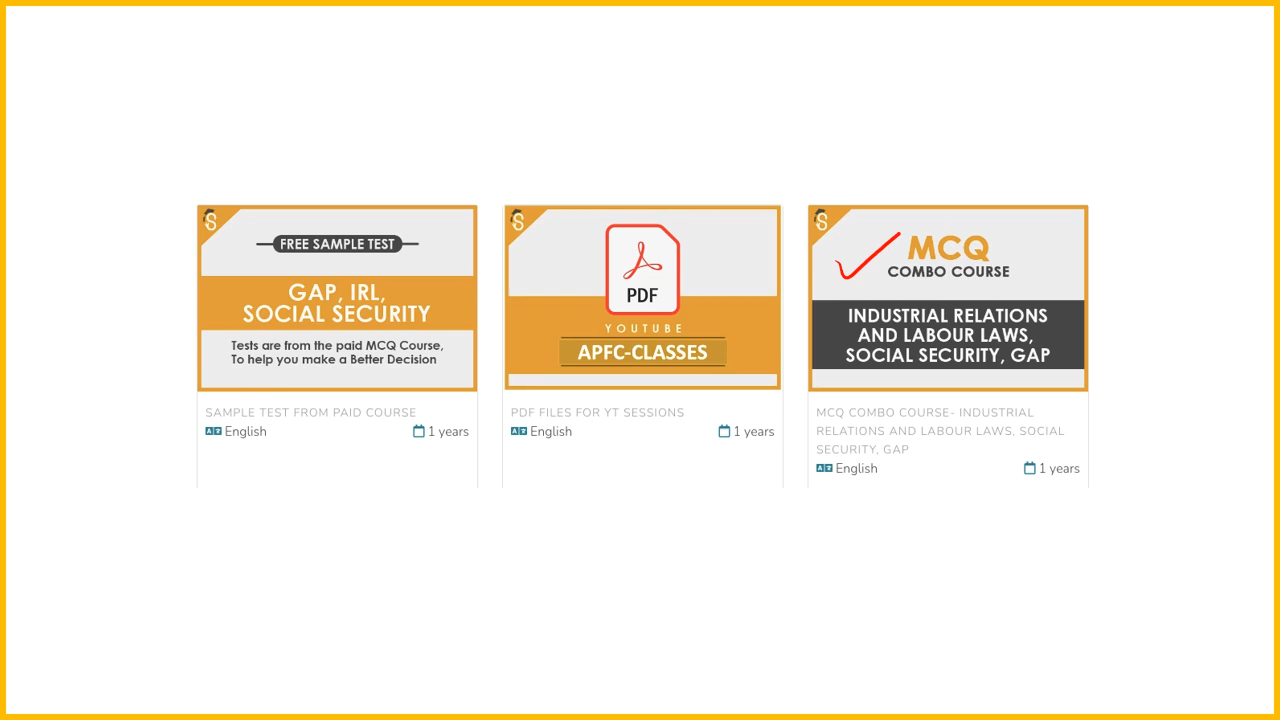 FREE SAMPLE TEST
GAP, IRL,
SOCIAL SECURITY
Tests are from the paid MCQ Course,
To help you make a Better Decision
SAMPLE TEST FROM PAID COURSE
English
1 years
PDF
YOUTUBE
APFC-CLASSES
PDF FILES FOR YT SESSIONS
English
1 years
MCQ
COMBO COURSE
INDUSTRIAL RELATIONS
AND LABOUR LAWS,
SOCIAL SECURITY, GAP
MCQ COMBO COURSE- INDUSTRIAL
RELATIONS AND LABOUR LAWS, SOCIAL
SECURITY, GAP
English
1 years